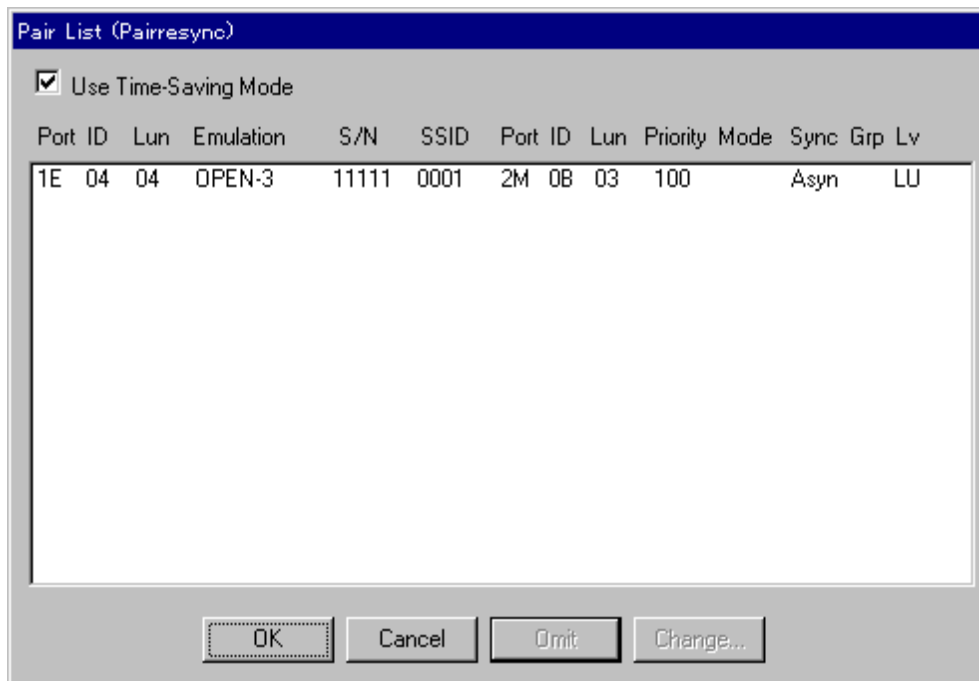 Pair List (Pairresync)
Use Time-Saving Mode
Port ID Lun Emulation S/N SSID Port ID Lun Priority Mode Sync Grp Lv
1E 04 04 OPEN-3 11111 0001 2M 0B 03 100 Asyn LU
OK Cancel Omit Change...